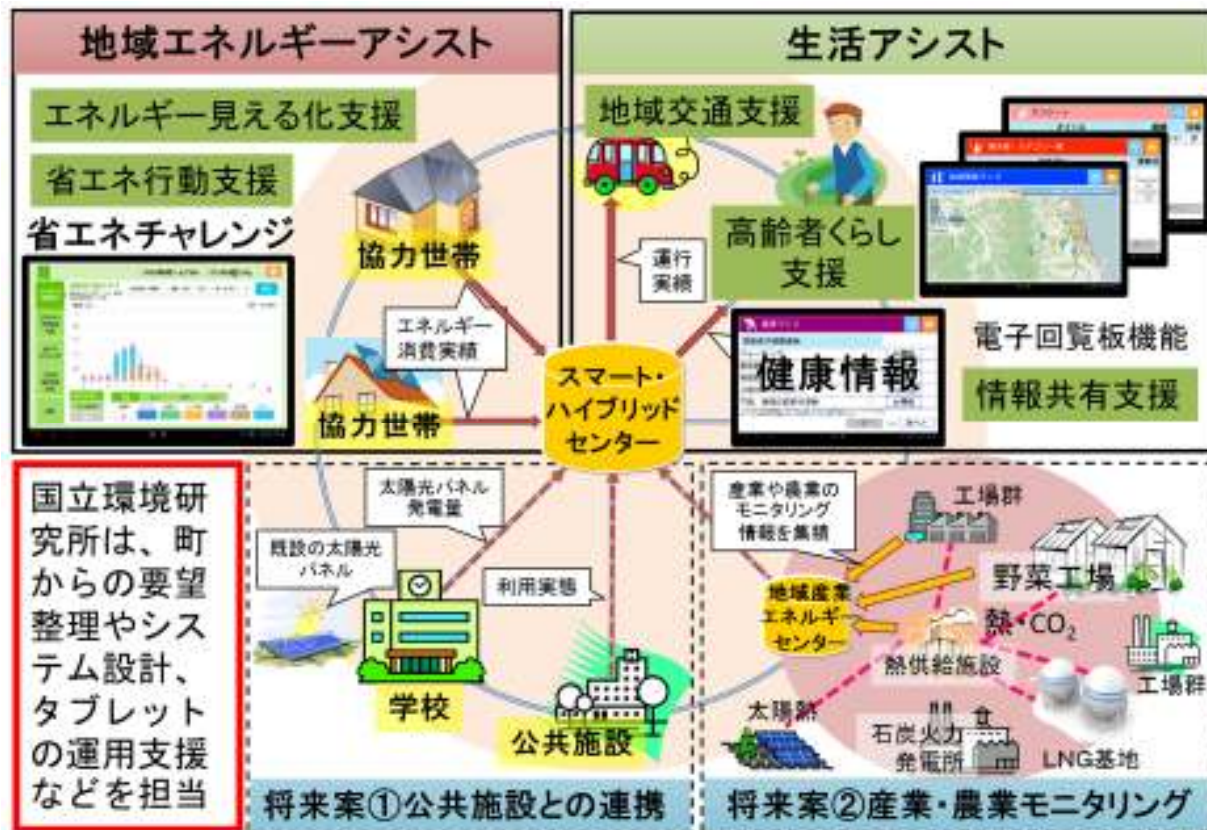 地域エネルギーアシスト
エネルギー見える化支援
省エネ行動支援
省エネチャレンジ
協力世帯
エネルギー
消費実績
協力世帯
生活アシスト
地域交通支援
運行
実績
高齢者くらし
支援
健康情報
電子回覧板機能
情報共有支援
スマート・
ハイブリッド
センター
国立環境研
究所は、町
からの要望
整理やシス
テム設計、
タブレット
の運用支援
などを担当
太陽光パネル
発電量
既設の太陽光
パネル
利用実態
学校
公共施設
将来案①公共施設との連携
産業や農業の
モニタリング
情報を集積
工場群
野菜工場
地域産業
エネルギー
センター
熱・CO₂
熱供給施設
工場群
太陽熱
石炭火力
発電所
LNG基地
将来案②産業・農業モニタリング